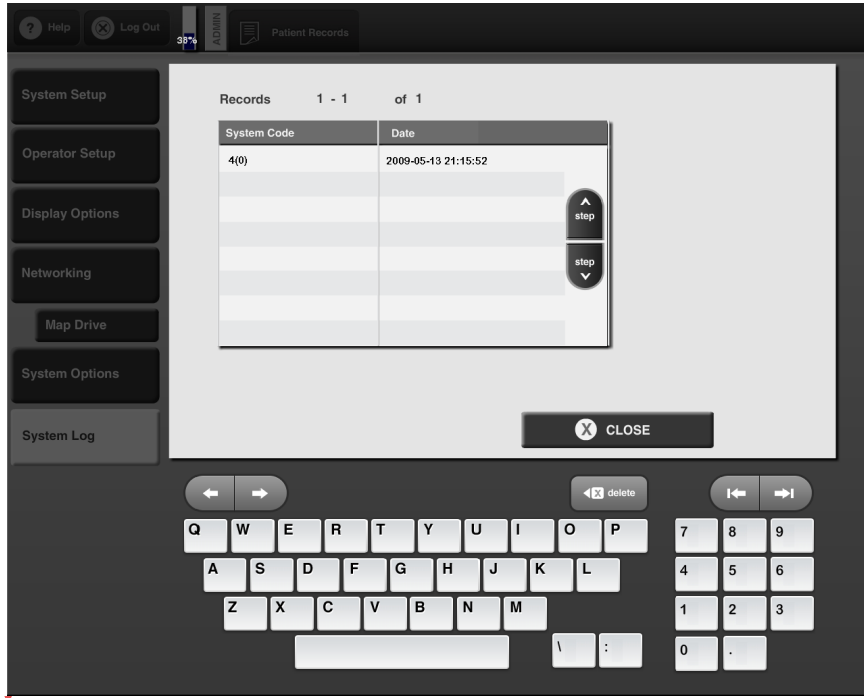 ? Help
X Log Out
38%
ADMIN
Patient Records
System Setup
Operator Setup
Display Options
Networking
Map Drive
System Options
System Log
Records 1 - 1 of 1
System Code Date
4(0) 2009-05-13 21:15:52
step
step
X CLOSE
X delete
Q W E R T Y U I O P 7 8 9
A S D F G H J K L 4 5 6
Z X C V B N M 1 2 3
\ : 0 .